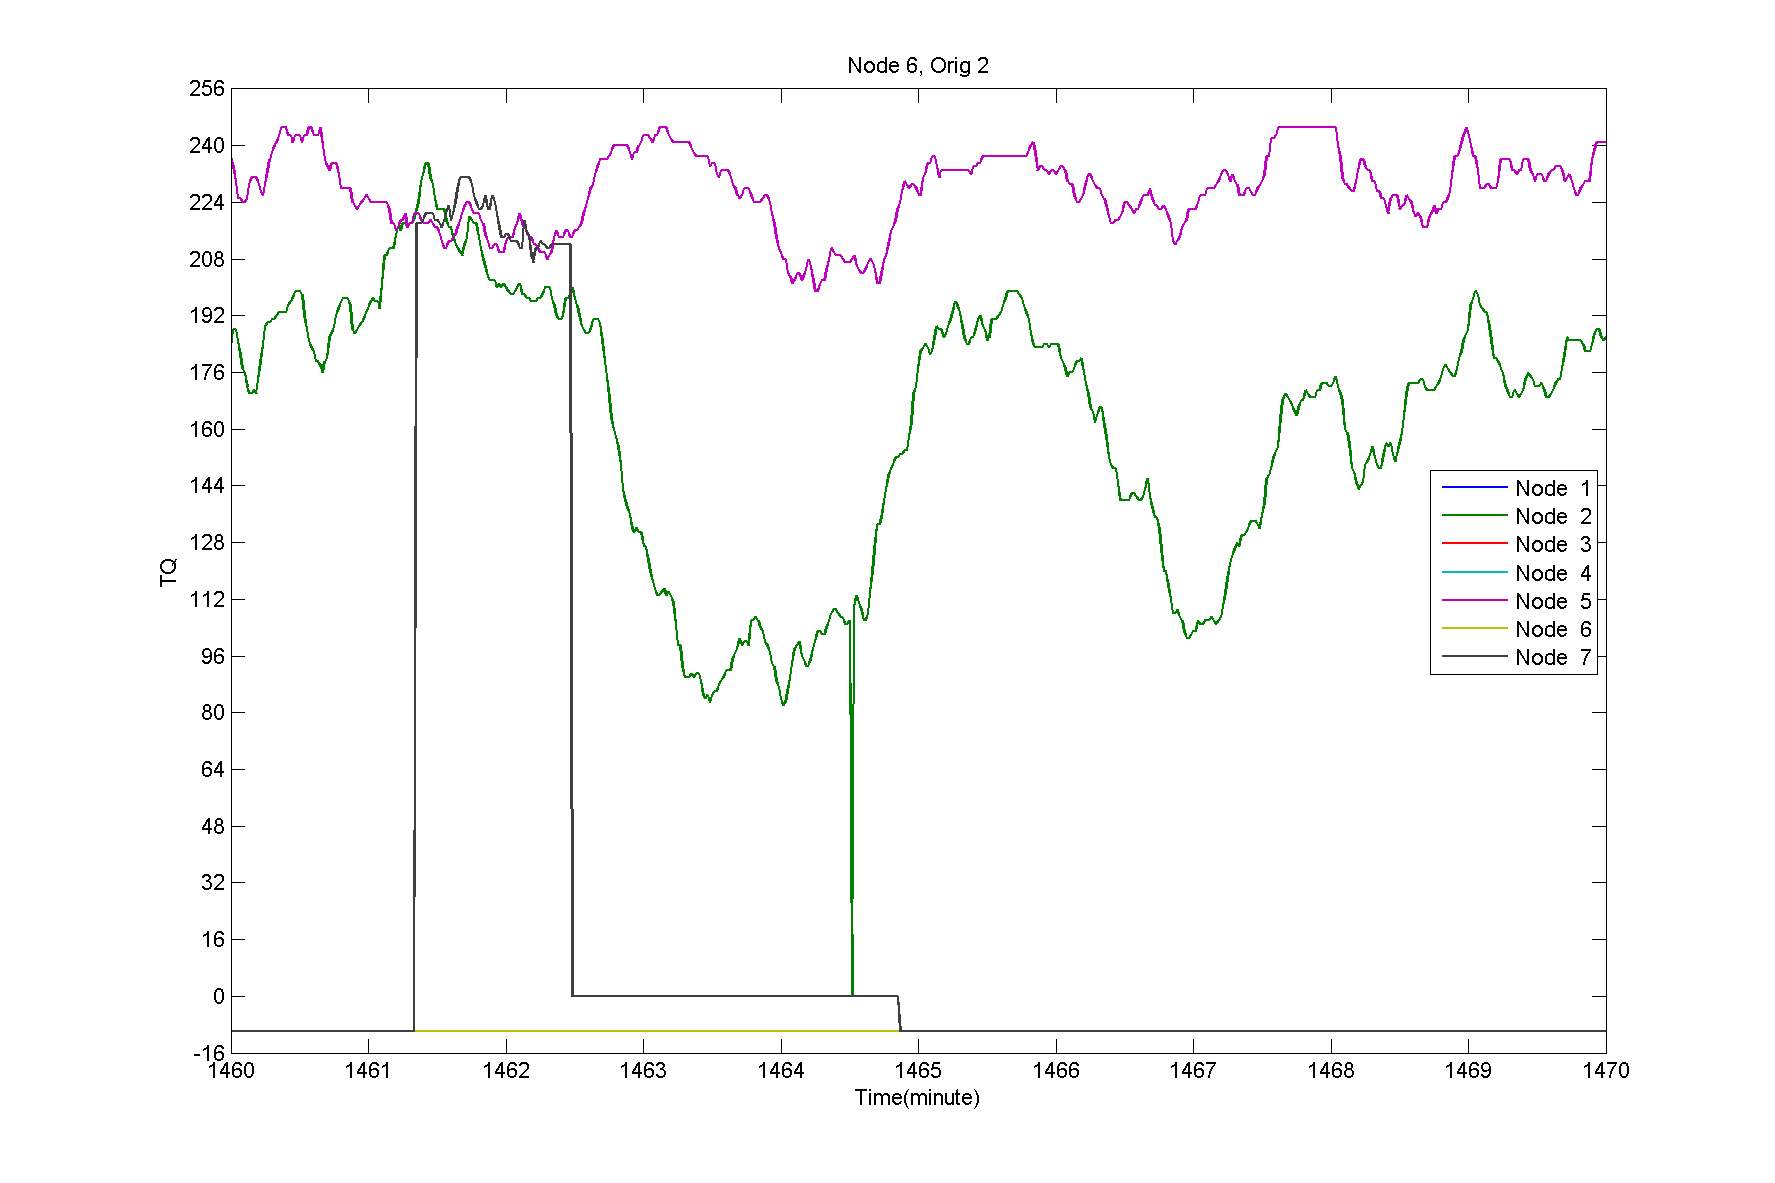 Node 6, Orig 2
256
240
224
208
192
176
160
144
128
112
96
80
64
48
32
16
0
-16
TQ
1460 1461 1462 1463 1464 1465 1466 1467 1468 1469 1470
Time(minute)
Node 1
Node 2
Node 3
Node 4
Node 5
Node 6
Node 7